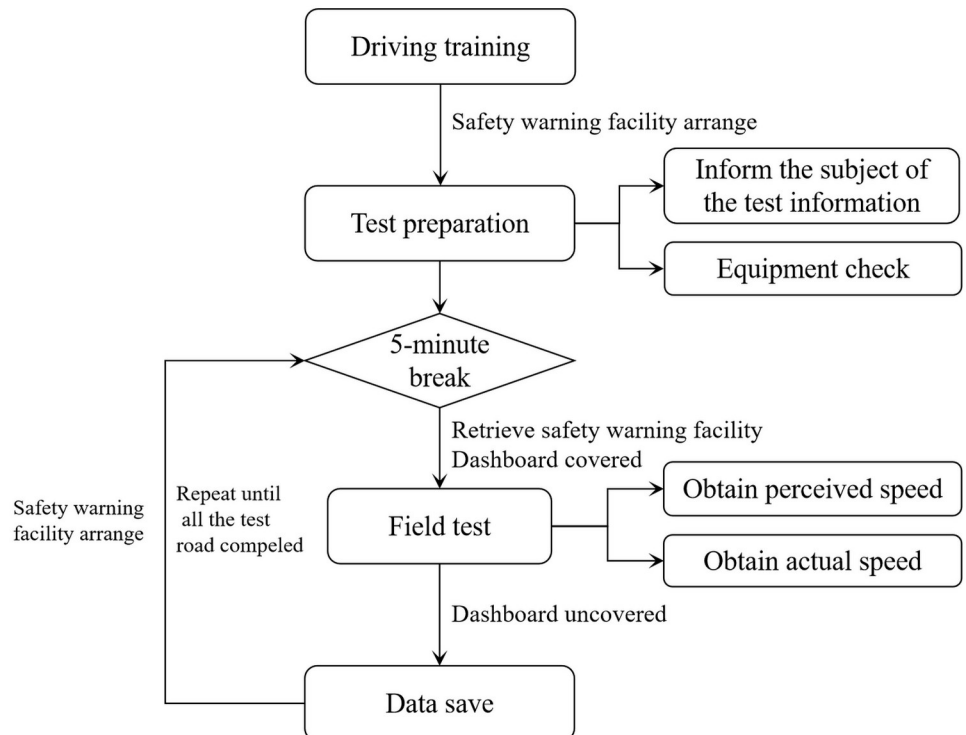 Driving training
Safety warning facility arrange
Test preparation
Inform the subject of
the test information
Equipment check
5-minute
break
Retrieve safety warning facility
Dashboard covered
Field test
Obtain perceived speed
Obtain actual speed
Safety warning
facility arrange
Repeat until
all the test
road compeled
Dashboard uncovered
Data save